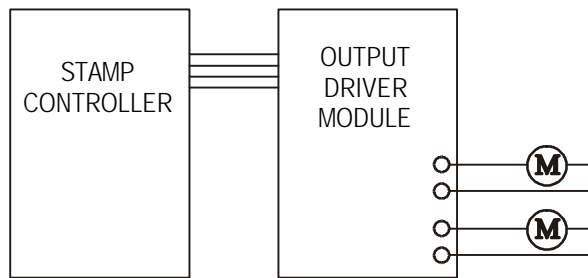 STAMP
CONTROLLER
OUTPUT
DRIVER
MODULE
M
M